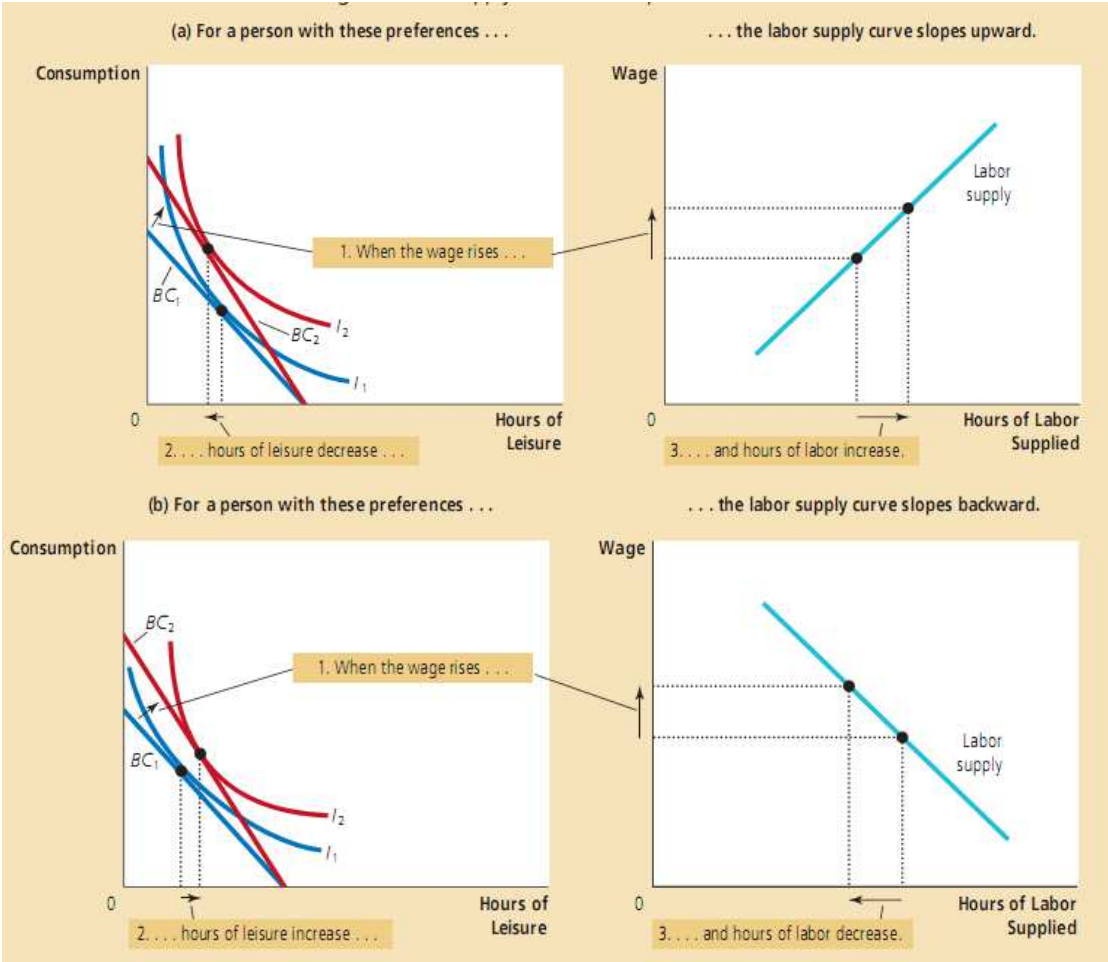 (a) For a person with these preferences . . .
. . . the labor supply curve slopes upward.
Consumption
Wage
Labor
supply
1. When the wage rises . . .
BC₁
BC₂
I₂
I₁
0
Hours of
Leisure
0
Hours of Labor
Supplied
2. . . . hours of leisure decrease . . .
3. . . . and hours of labor increase.
(b) For a person with these preferences . . .
. . . the labor supply curve slopes backward.
Consumption
Wage
BC₂
1. When the wage rises . . .
BC₁
Labor
supply
I₂
I₁
0
Hours of
Leisure
0
Hours of Labor
Supplied
2. . . . hours of leisure increase . . .
3. . . . and hours of labor decrease.